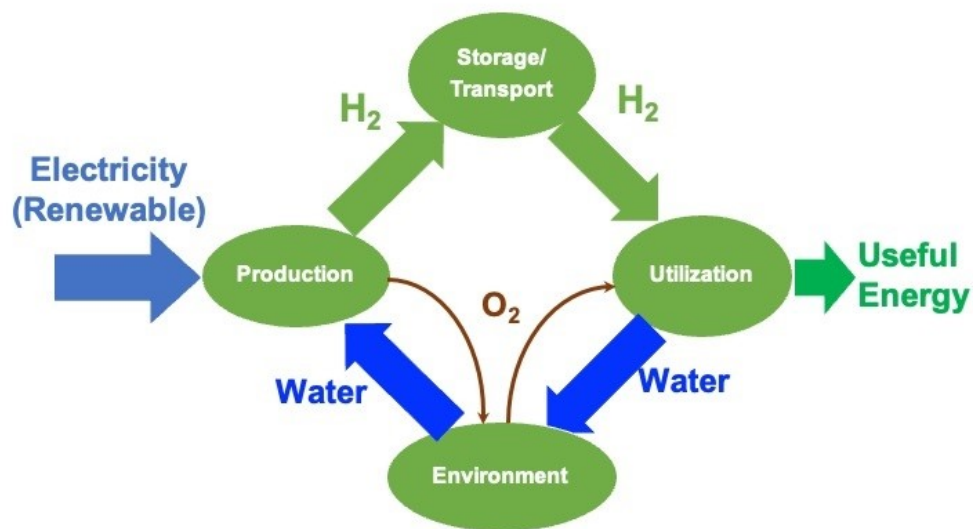 Storage/
Transport
H₂
H₂
Electricity
(Renewable)
Production
Utilization
Useful
Energy
O₂
Water
Water
Environment